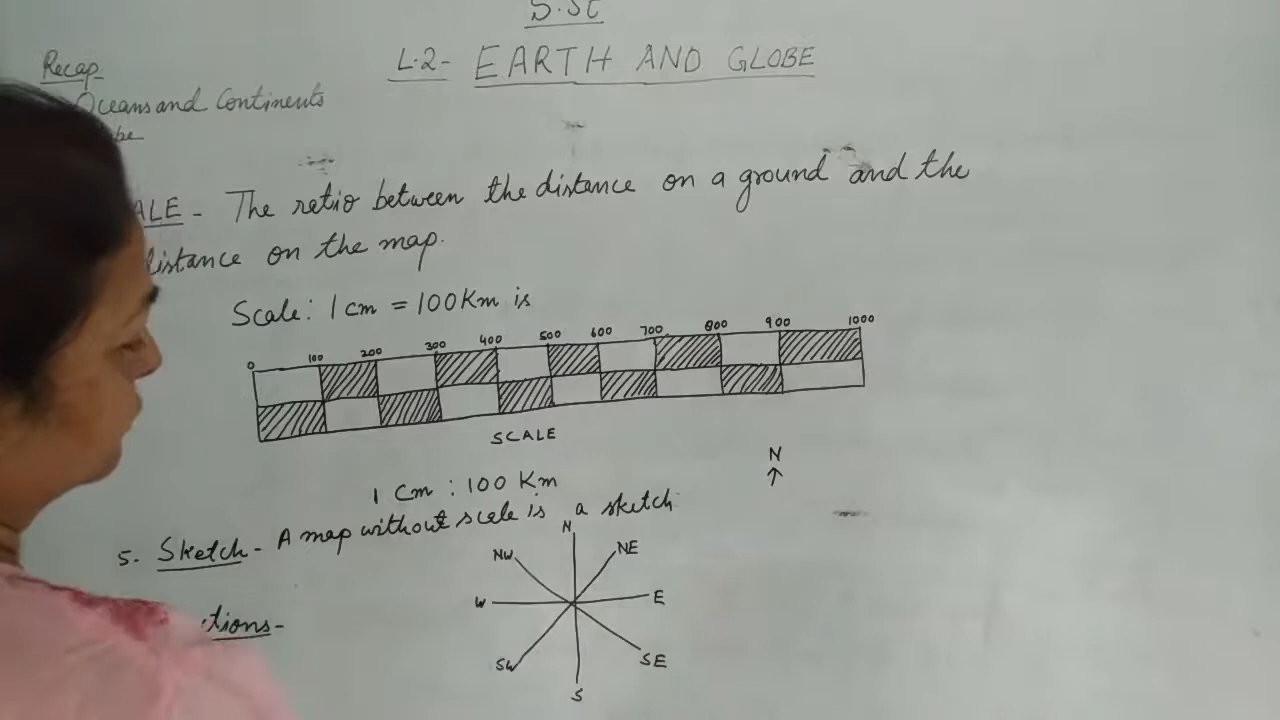 S.St
L.2- EARTH AND GLOBE
Recap
Oceans and Continents
ALE - The ratio between the distance on a ground and the
distance on the map.
Scale: 1 cm = 100 Km is
0 100 200 300 400 500 600 700 800 900 1000
SCALE
N
1 Cm : 100 Km
5. Sketch - A map without scale is a sketch
N
NW NE
W E
SW SE
S
ctions-